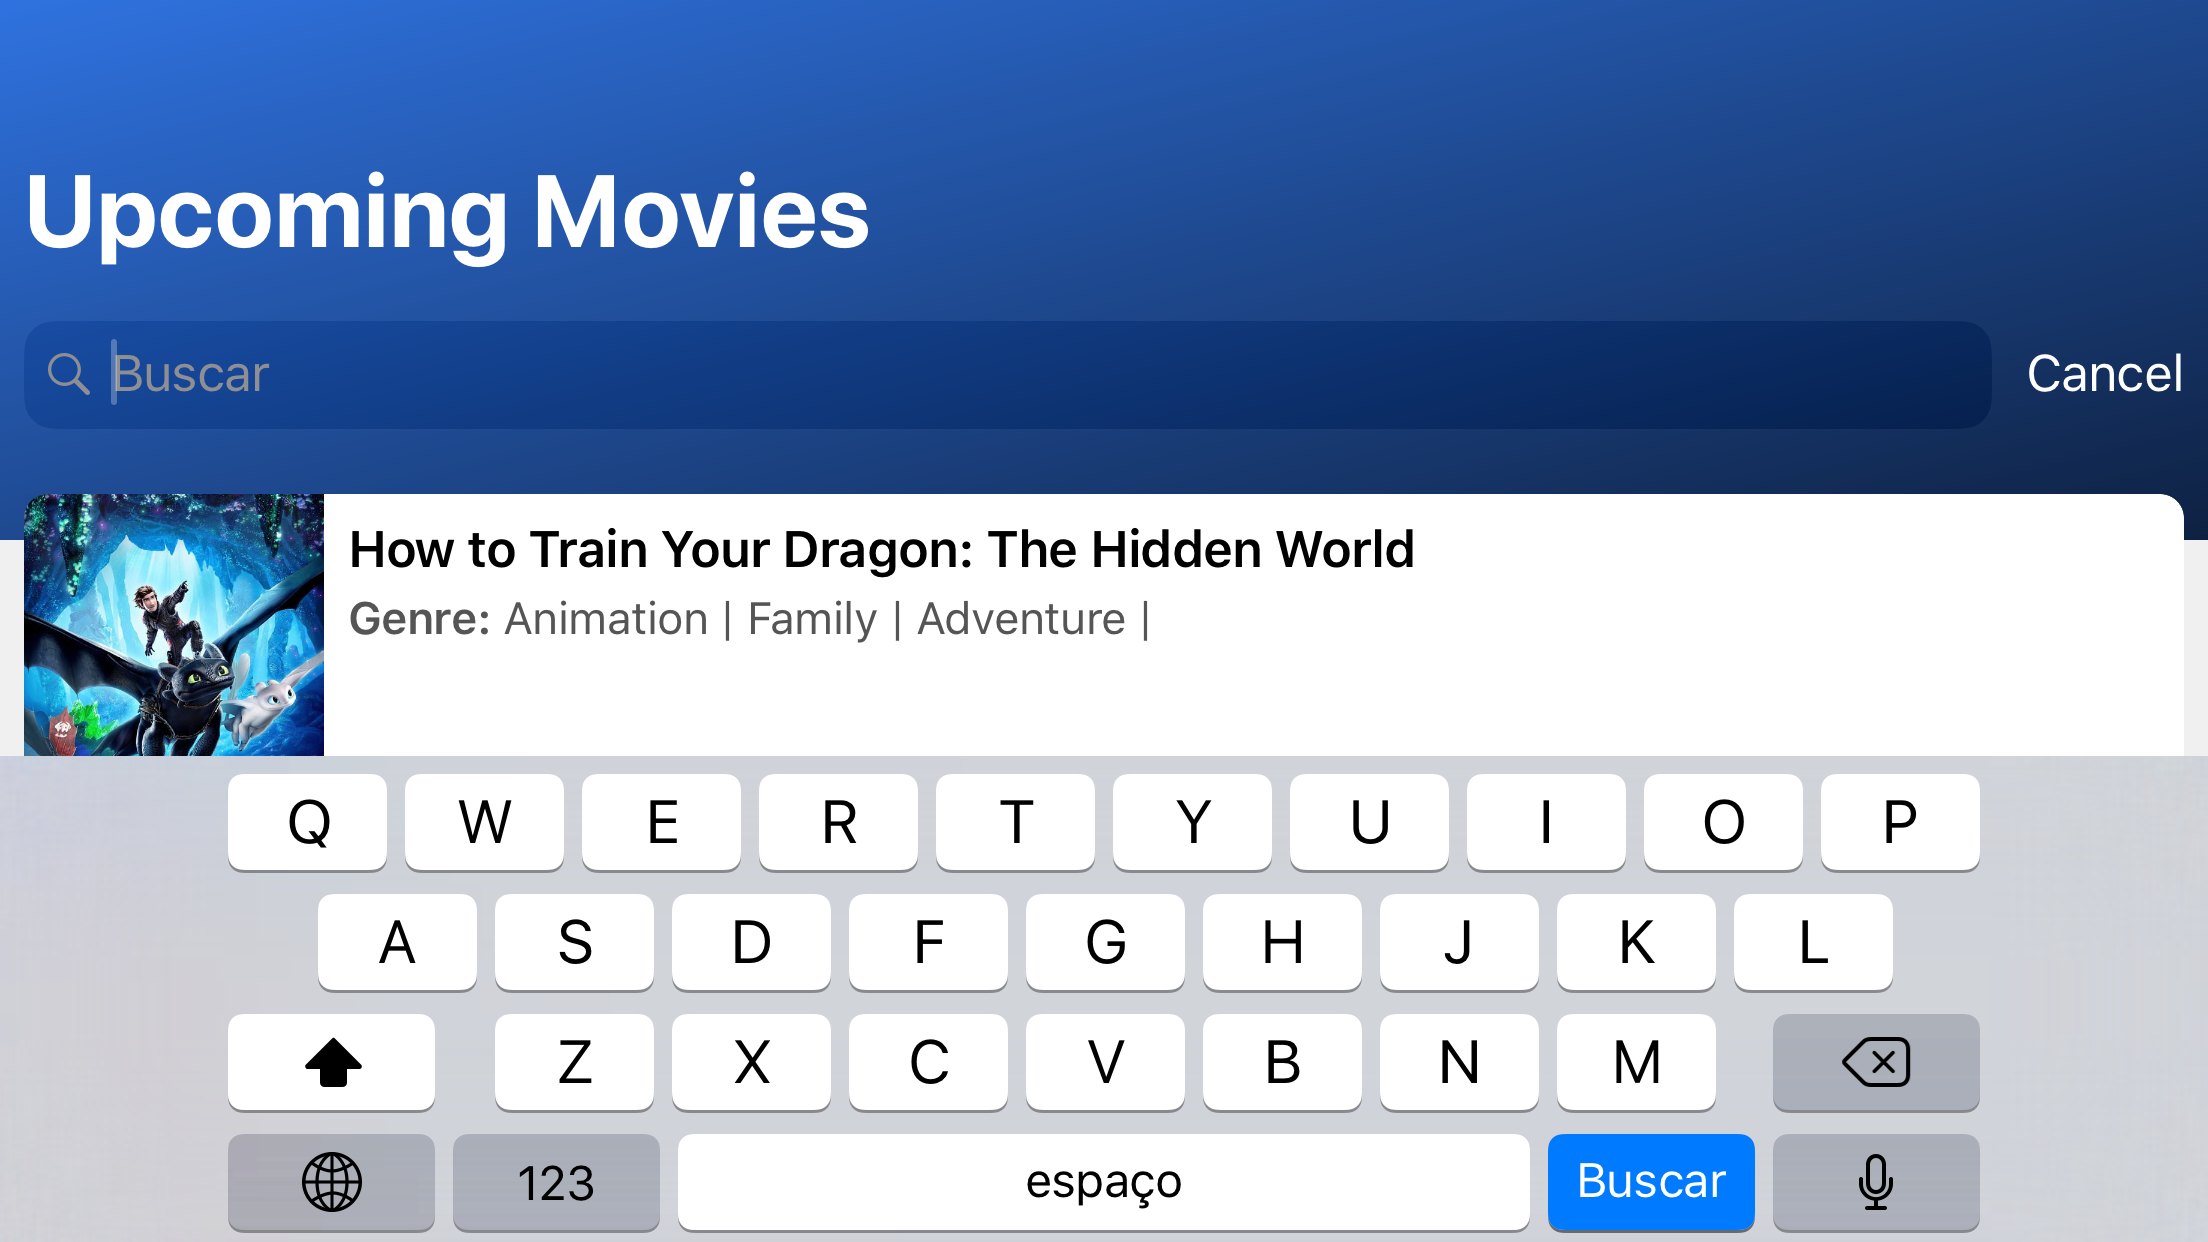 Upcoming Movies
Buscar
Cancel
How to Train Your Dragon: The Hidden World
Genre: Animation | Family | Adventure |
Q W E R T Y U I O P
A S D F G H J K L
Z X C V B N M
123 espaço Buscar